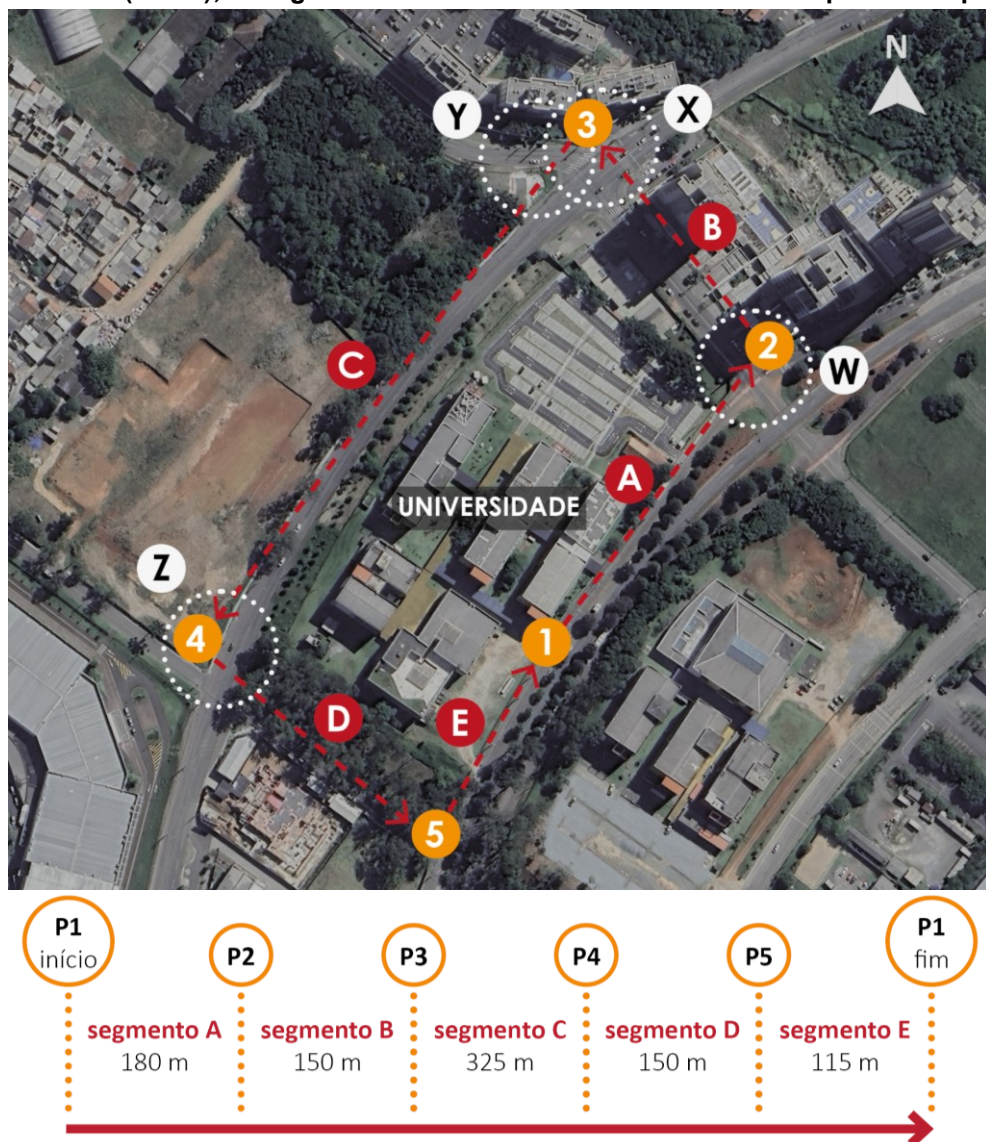 N
Y
3
X
B
2
W
C
A
UNIVERSIDADE
Z
4
1
D
E
5
P1
início
P2
P3
P4
P5
P1
fim
segmento A
180 m
segmento B
150 m
segmento C
325 m
segmento D
150 m
segmento E
115 m